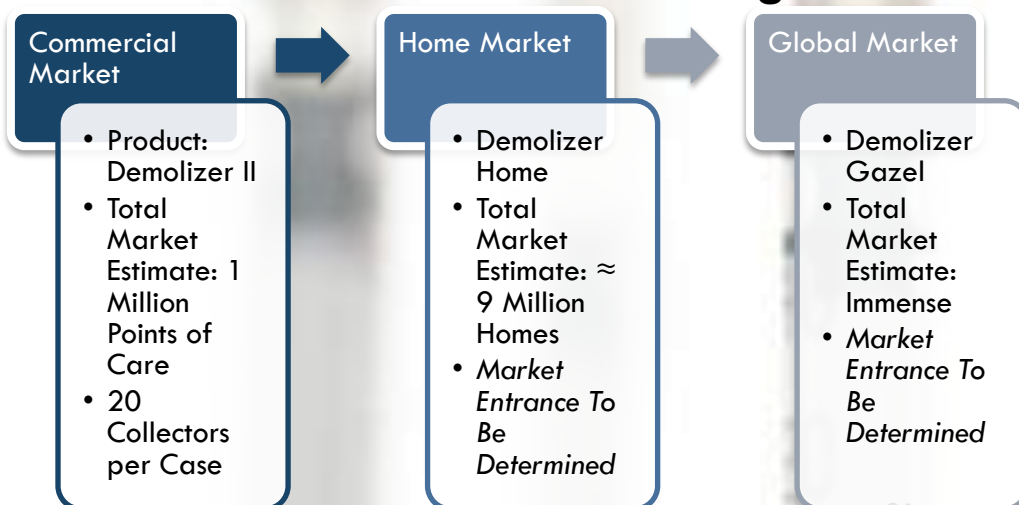 Commercial
Market
• Product:
Demolizer II
• Total
Market
Estimate: 1
Million
Points of
Care
• 20
Collectors
per Case
Home Market
• Demolizer
Home
• Total
Market
Estimate: ≈
9 Million
Homes
• Market
Entrance To
Be
Determined
Global Market
• Demolizer
Gazel
• Total
Market
Estimate:
Immense
• Market
Entrance To
Be
Determined